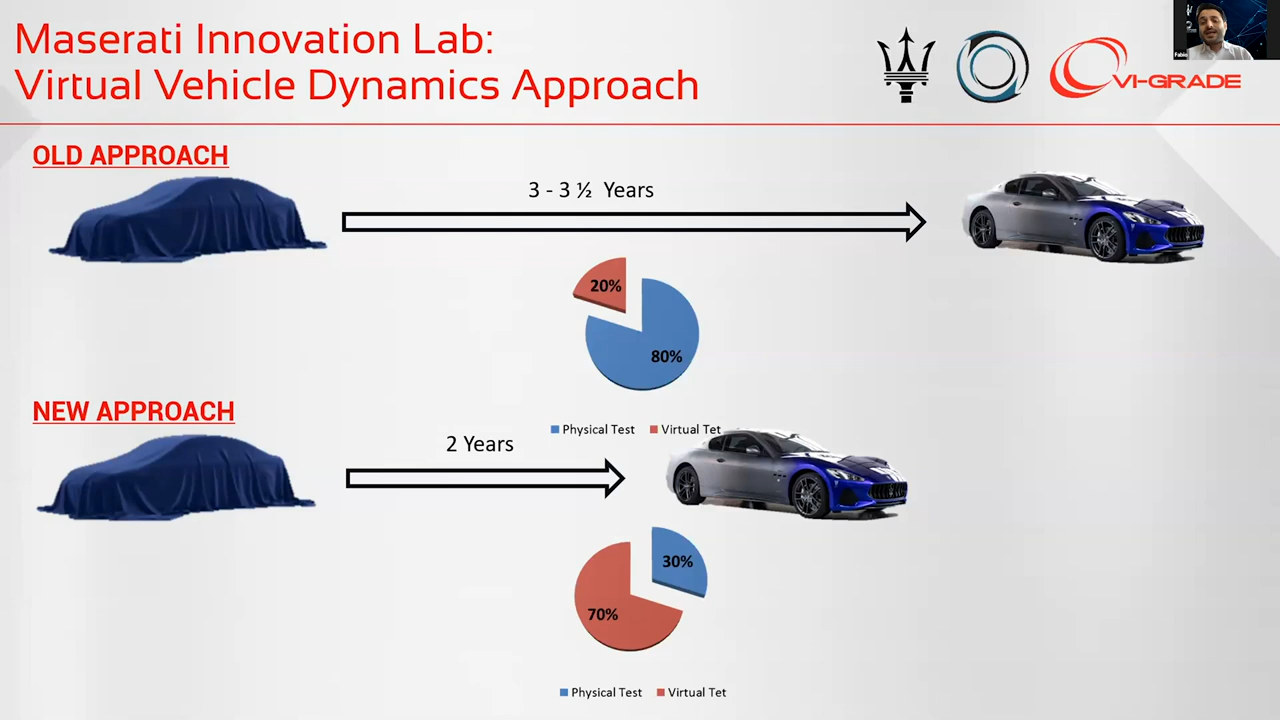 Maserati Innovation Lab:
Virtual Vehicle Dynamics Approach
VI-GRADE
Fabio
OLD APPROACH
3 - 3 ½ Years
20%
80%
Physical Test Virtual Tet
NEW APPROACH
2 Years
30%
70%
Physical Test Virtual Tet